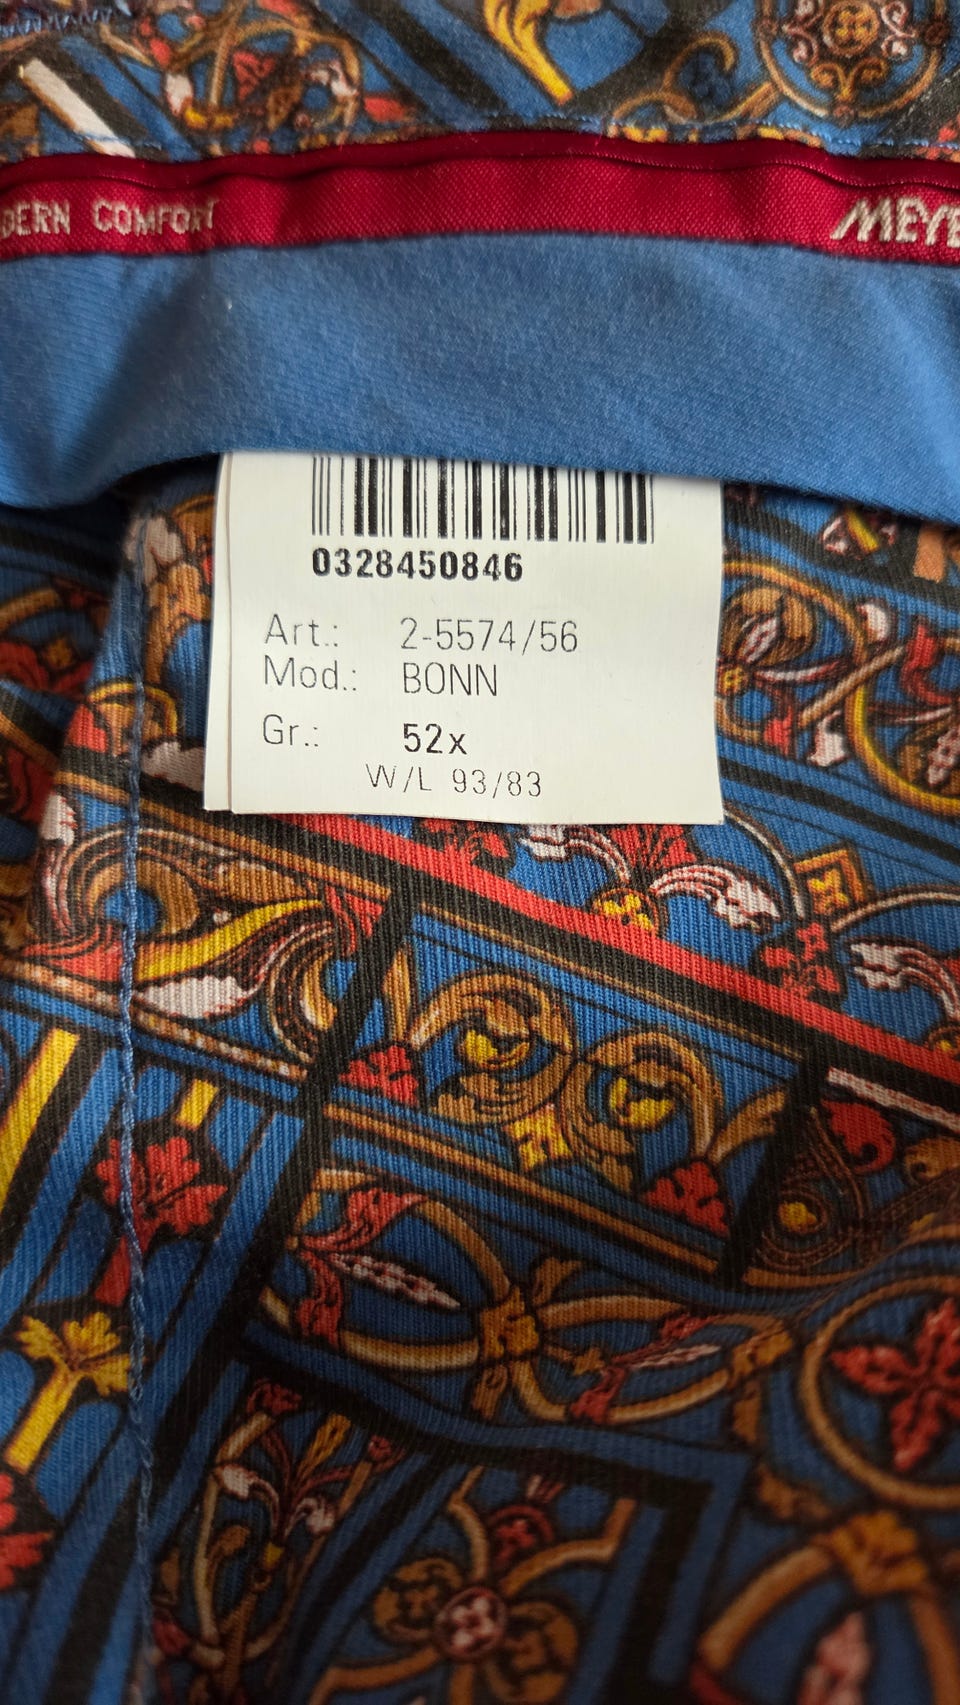 DERN COMFORT
MEYE
0328450846
Art.: 2-5574/56
Mod.: BONN
Gr.: 52x
W/L 93/83